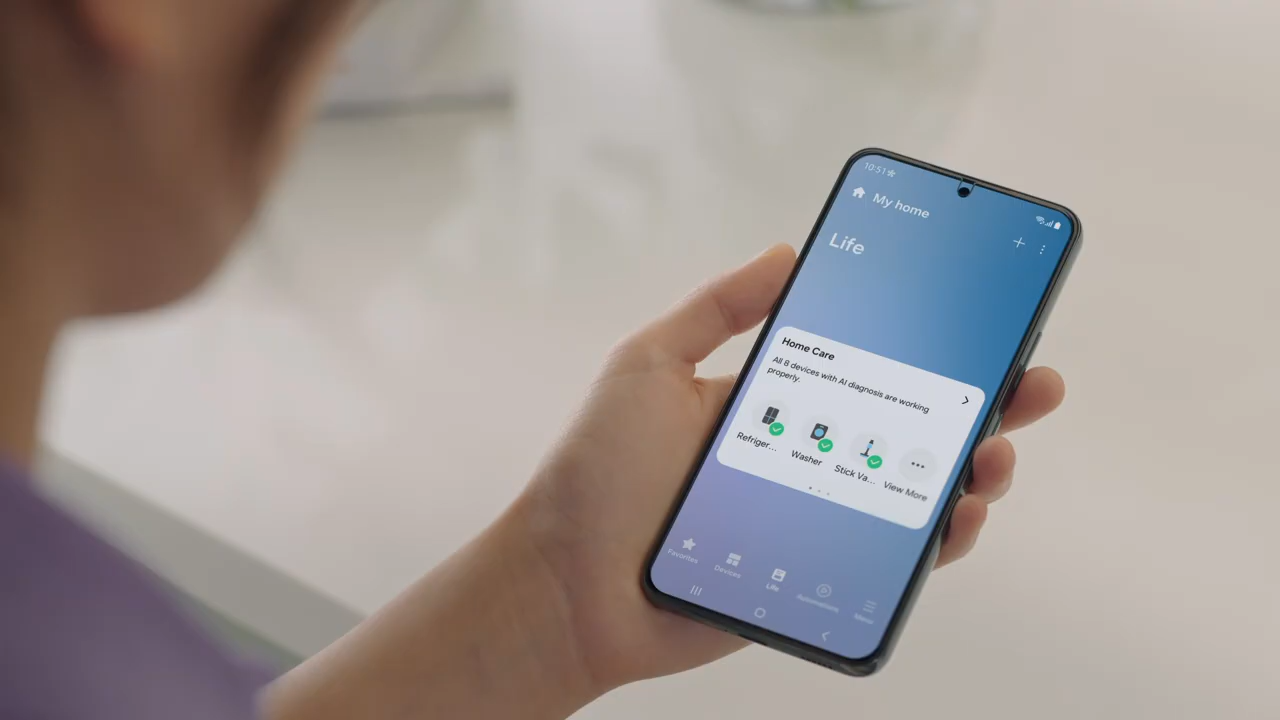 10:51
My home
Life
Home Care
All 8 devices with AI diagnosis are working
properly.
Refriger...
Washer
Stick Va...
View More
Favorites
Devices
Life
Automations
Menu